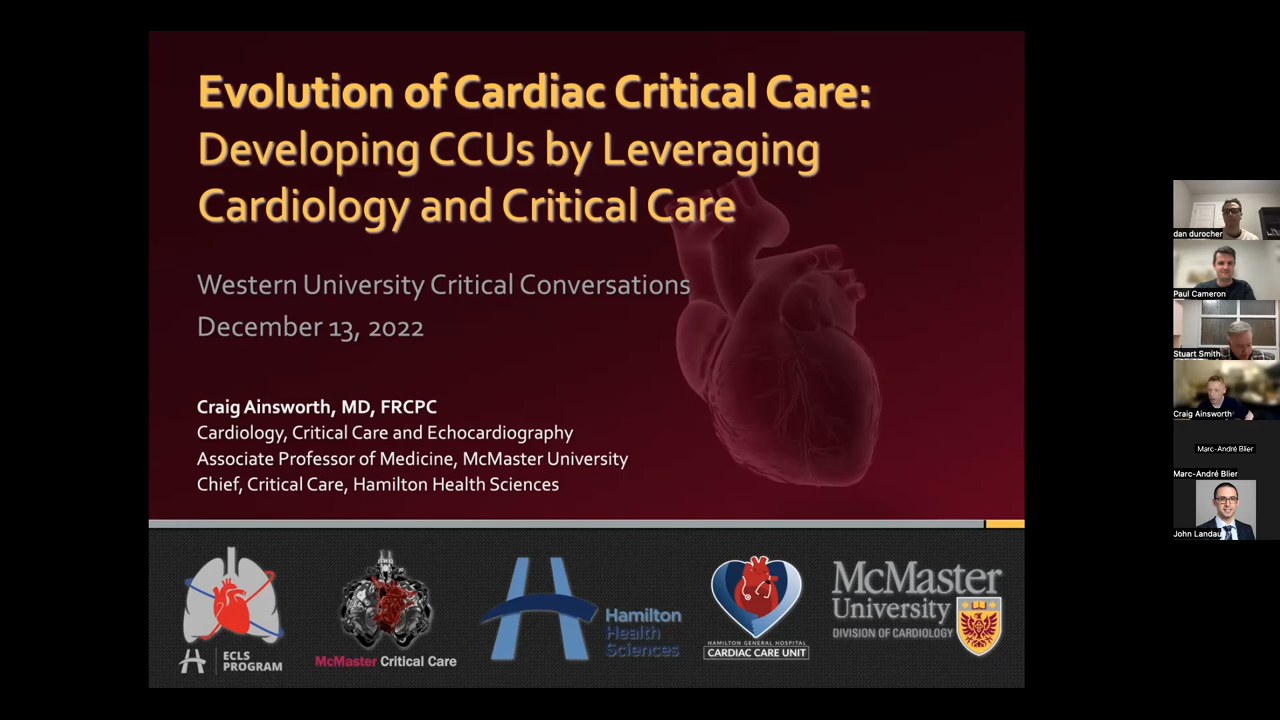 Evolution of Cardiac Critical Care:
Developing CCUs by Leveraging
Cardiology and Critical Care
Western University Critical Conversations
December 13, 2022
Craig Ainsworth, MD, FRCPC
Cardiology, Critical Care and Echocardiography
Associate Professor of Medicine, McMaster University
Chief, Critical Care, Hamilton Health Sciences
ECLS
PROGRAM
McMaster Critical Care
Hamilton
Health
Sciences
HAMILTON GENERAL HOSPITAL
CARDIAC CARE UNIT
McMaster
University
DIVISION OF CARDIOLOGY
dan durocher
Paul Cameron
Stuart Smith
Craig Ainsworth
Marc-André Blier
Marc-André Blier
John Landau